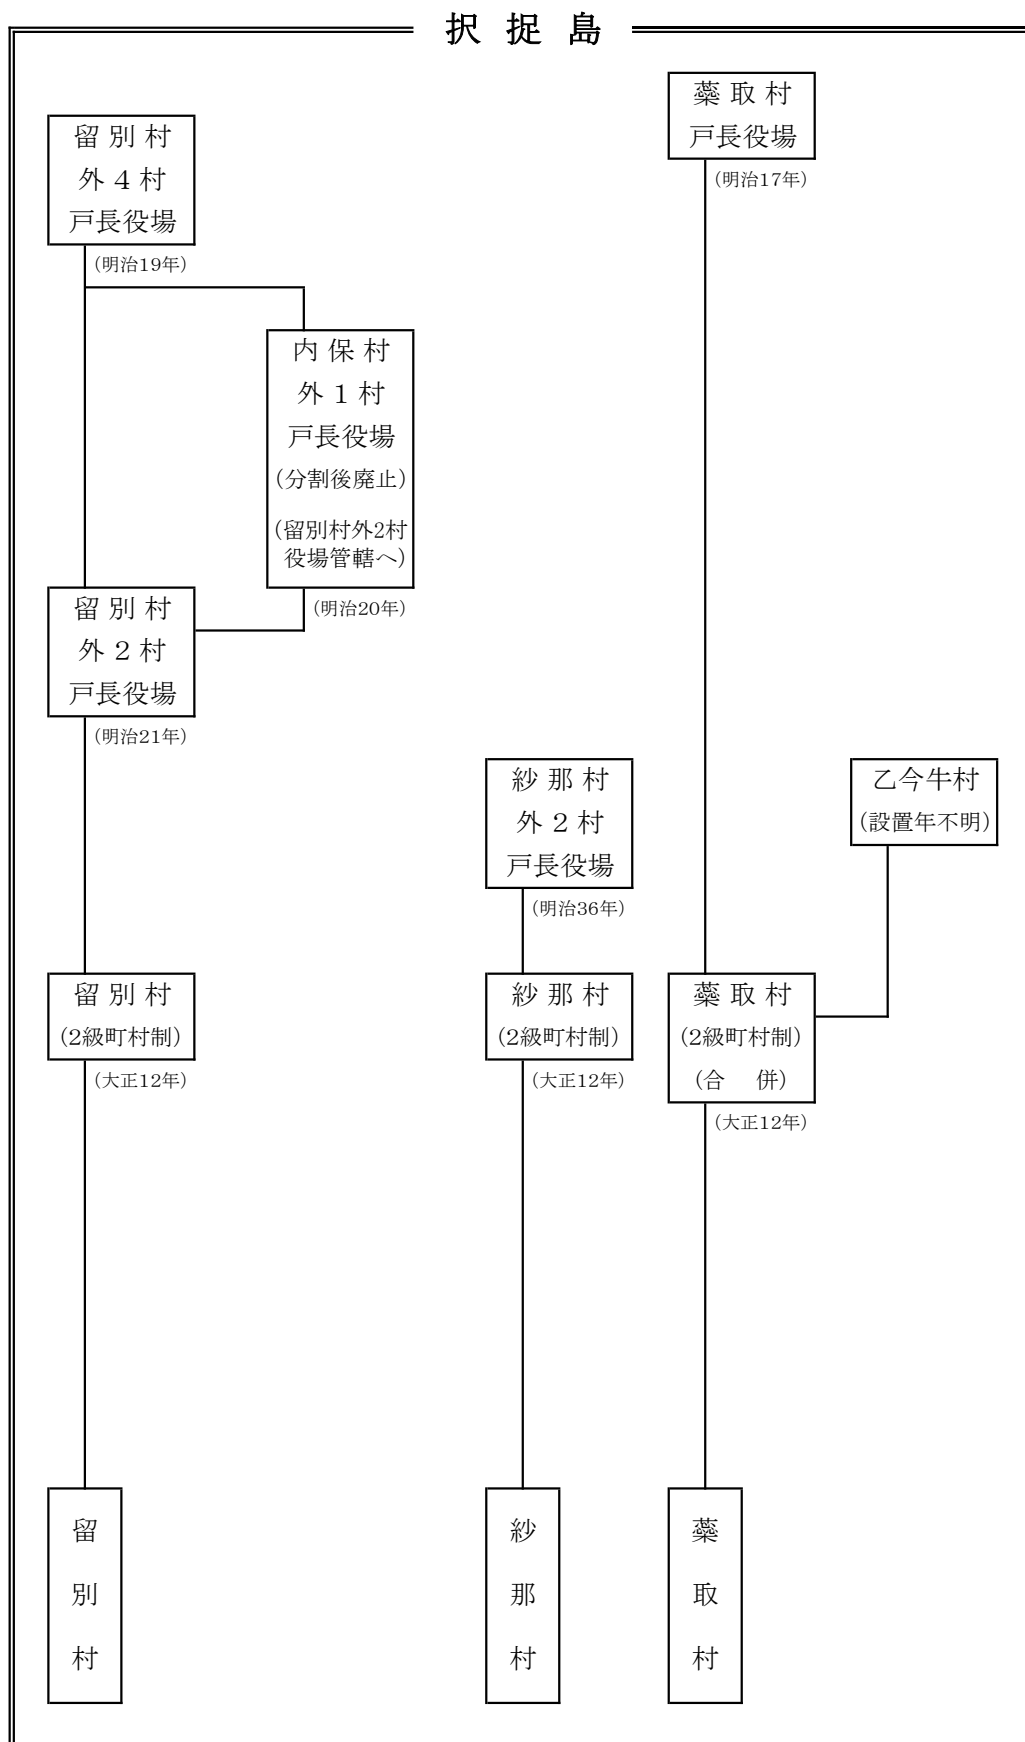 択捉島
蘂取村
戸長役場
(明治17年)
留別村
外4村
戸長役場
(明治19年)
内保村
外1村
戸長役場
(分割後廃止)
(留別村外2村
役場管轄へ)
(明治20年)
留別村
外2村
戸長役場
(明治21年)
紗那村
外2村
戸長役場
(明治36年)
乙今牛村
(設置年不明)
留別村
(2級町村制)
(大正12年)
紗那村
(2級町村制)
(大正12年)
蘂取村
(2級町村制)
(合 併)
(大正12年)
留別村
紗那村
蘂取村